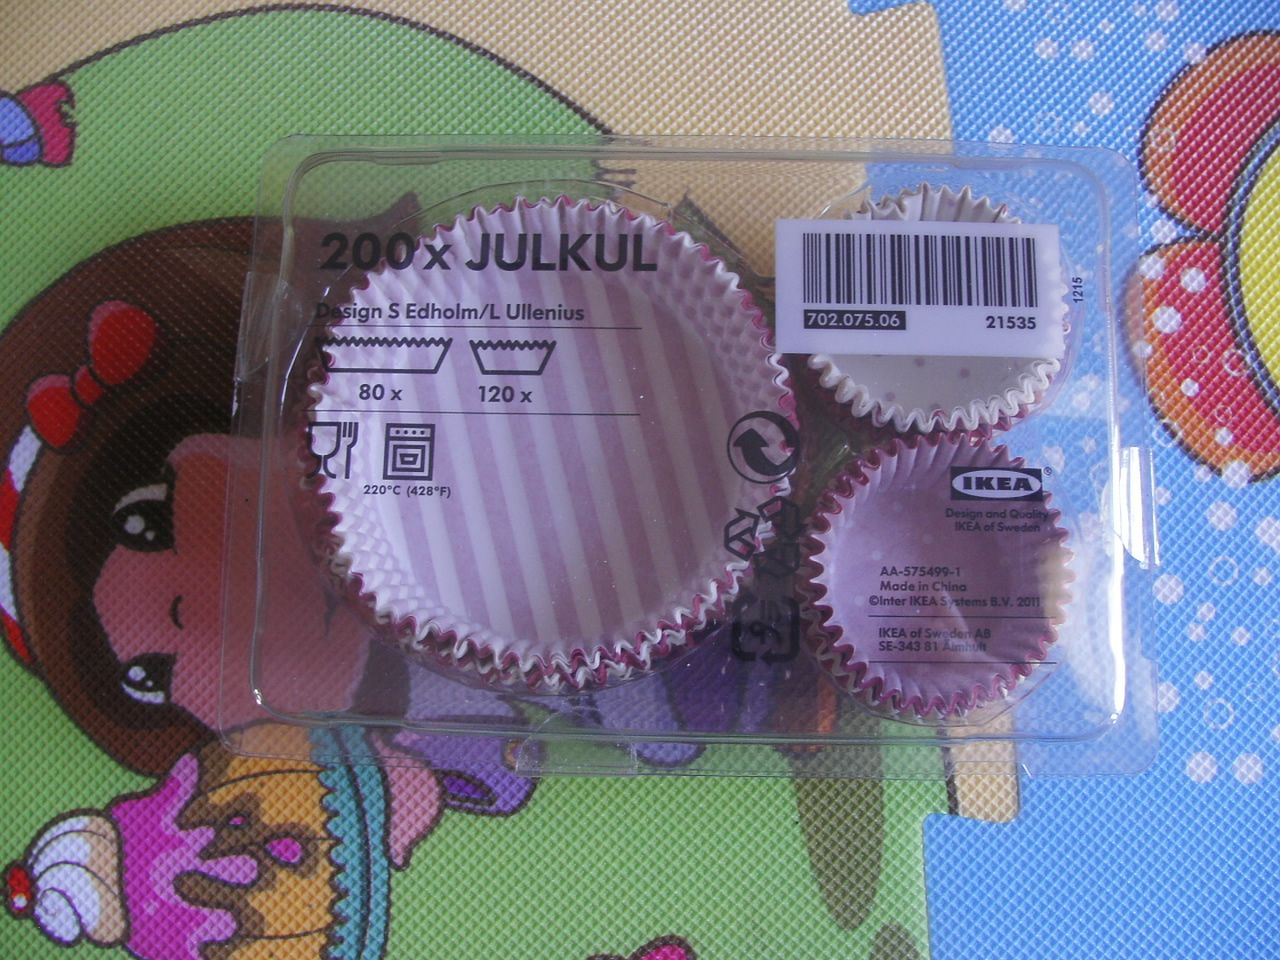 200x JULKUL
Design S Edholm/L Ullenius
80 x 120 x
220°C (428°F)
702.075.06 21535
1215
IKEA®
Design and Quality
IKEA of Sweden
AA-575499-1
Made in China
©Inter IKEA Systems B.V. 2011
IKEA of Sweden AB
SE-343 81 Älmhult